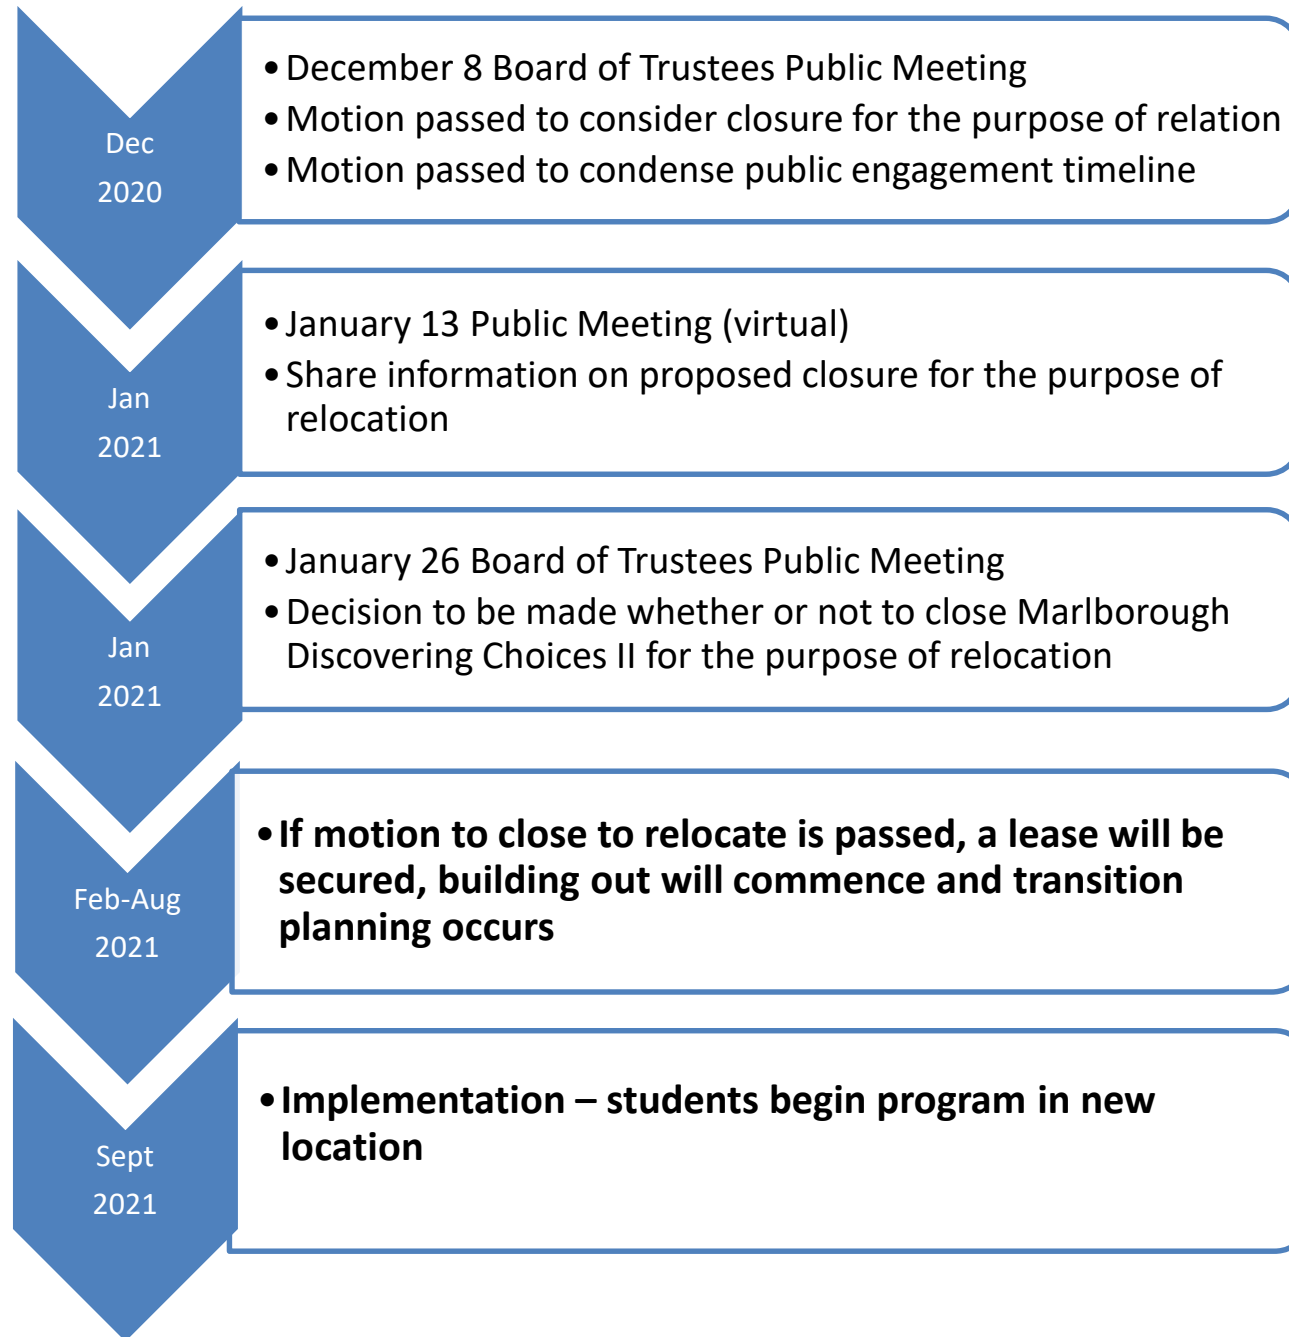 Dec
2020
• December 8 Board of Trustees Public Meeting
• Motion passed to consider closure for the purpose of relation
• Motion passed to condense public engagement timeline
Jan
2021
• January 13 Public Meeting (virtual)
• Share information on proposed closure for the purpose of
relocation
Jan
2021
• January 26 Board of Trustees Public Meeting
• Decision to be made whether or not to close Marlborough
Discovering Choices II for the purpose of relocation
Feb-Aug
2021
• If motion to close to relocate is passed, a lease will be
secured, building out will commence and transition
planning occurs
Sept
2021
• Implementation – students begin program in new
location